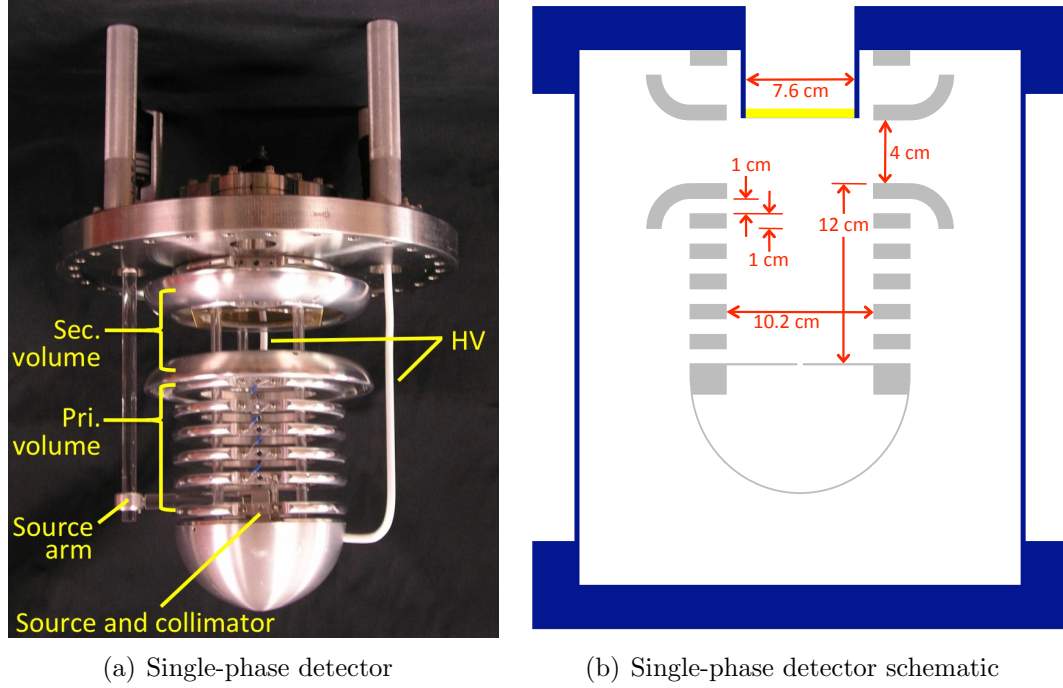 Sec.
volume
HV
Pri.
volume
Source
arm
Source and collimator
7.6 cm
4 cm
1 cm
12 cm
1 cm
10.2 cm
(a) Single-phase detector
(b) Single-phase detector schematic